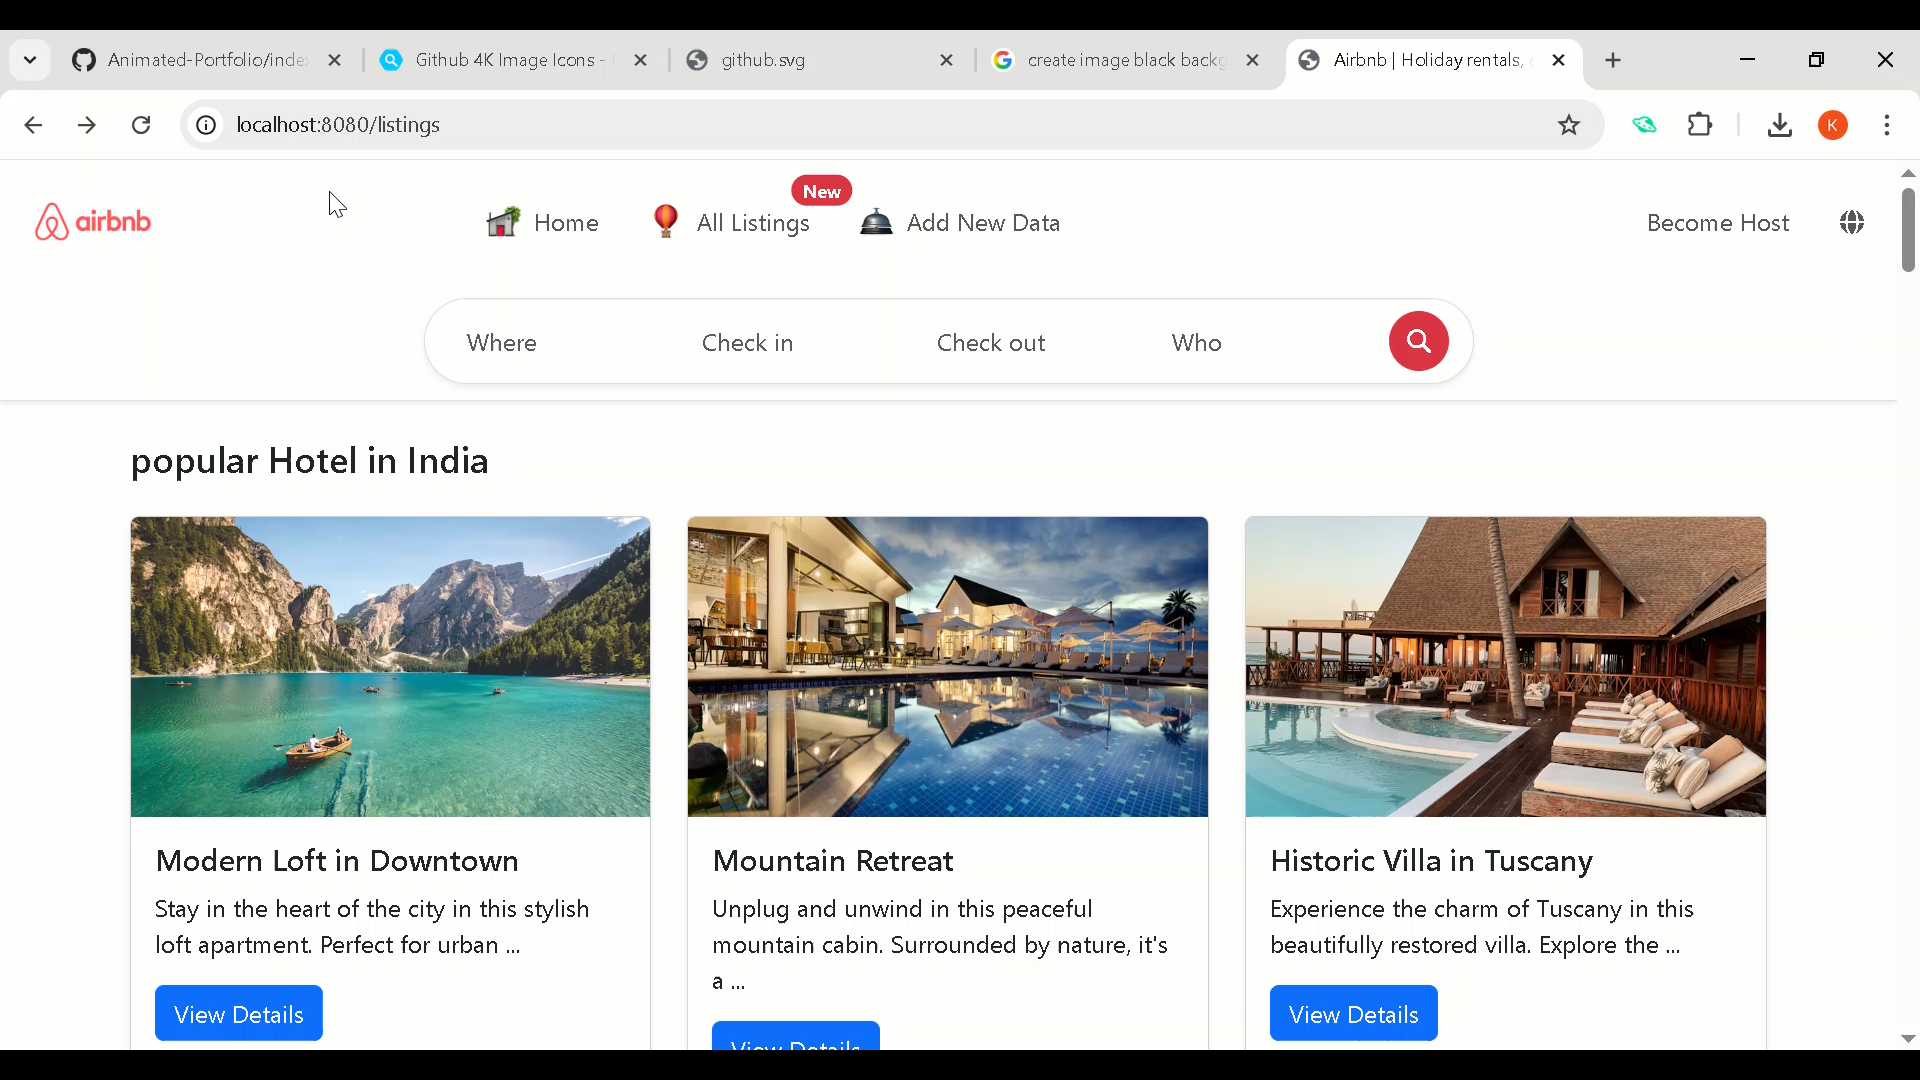 Animated-Portfolio/inde
Github 4K Image Icons -
github.svg
create image black backg
Airbnb | Holiday rentals,
localhost:8080/listings
K
airbnb
Home
All Listings
New
Add New Data
Become Host
Where
Check in
Check out
Who
popular Hotel in India
Modern Loft in Downtown
Stay in the heart of the city in this stylish
loft apartment. Perfect for urban ...
View Details
Mountain Retreat
Unplug and unwind in this peaceful
mountain cabin. Surrounded by nature, it's
a ...
View Details
Historic Villa in Tuscany
Experience the charm of Tuscany in this
beautifully restored villa. Explore the ...
View Details